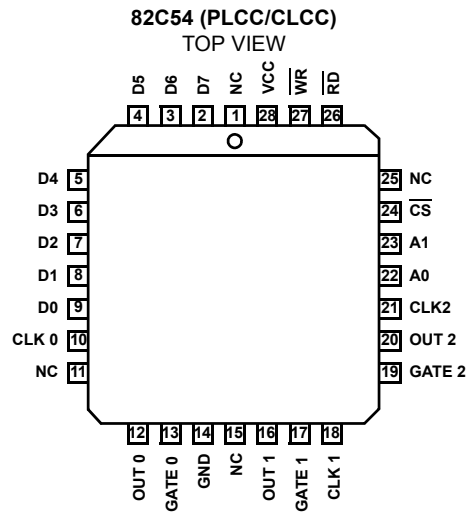 82C54 (PLCC/CLCC)
TOP VIEW
D5 D6 D7 NC VCC WR RD
4 3 2 1 28 27 26
D4 5 25 NC
D3 6 24 CS
D2 7 23 A1
D1 8 22 A0
D0 9 21 CLK2
CLK 0 10 20 OUT 2
NC 11 19 GATE 2
12 13 14 15 16 17 18
OUT 0 GATE 0 GND NC OUT 1 GATE 1 CLK 1